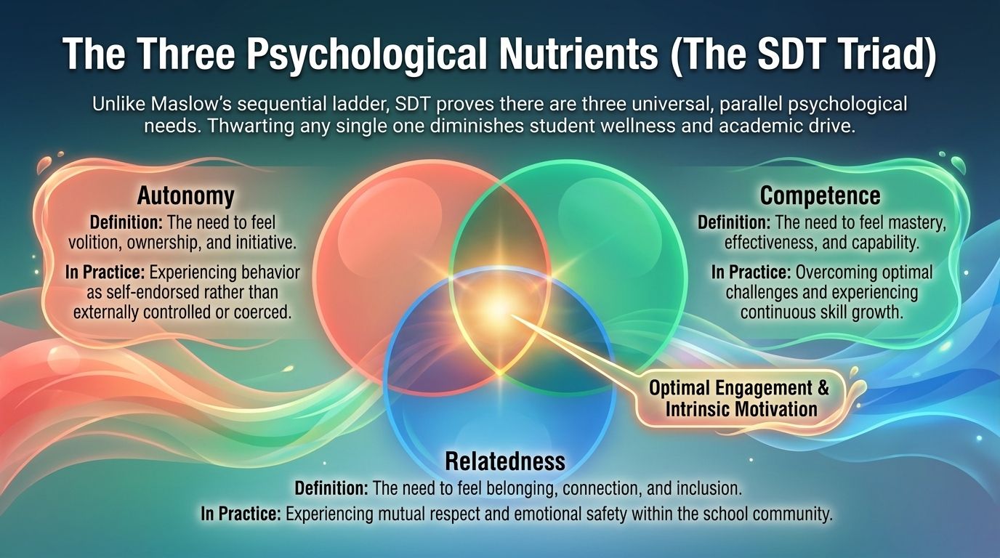 The Three Psychological Nutrients (The SDT Triad)
Unlike Maslow's sequential ladder, SDT proves there are three universal, parallel psychological
needs. Thwarting any single one diminishes student wellness and academic drive.
Autonomy
Definition: The need to feel
volition, ownership, and initiative.
In Practice: Experiencing behavior
as self-endorsed rather than
externally controlled or coerced.
Competence
Definition: The need to feel mastery,
effectiveness, and capability.
In Practice: Overcoming optimal
challenges and experiencing
continuous skill growth.
Optimal Engagement &
Intrinsic Motivation
Relatedness
Definition: The need to feel belonging, connection, and inclusion.
In Practice: Experiencing mutual respect and emotional safety within the school community.